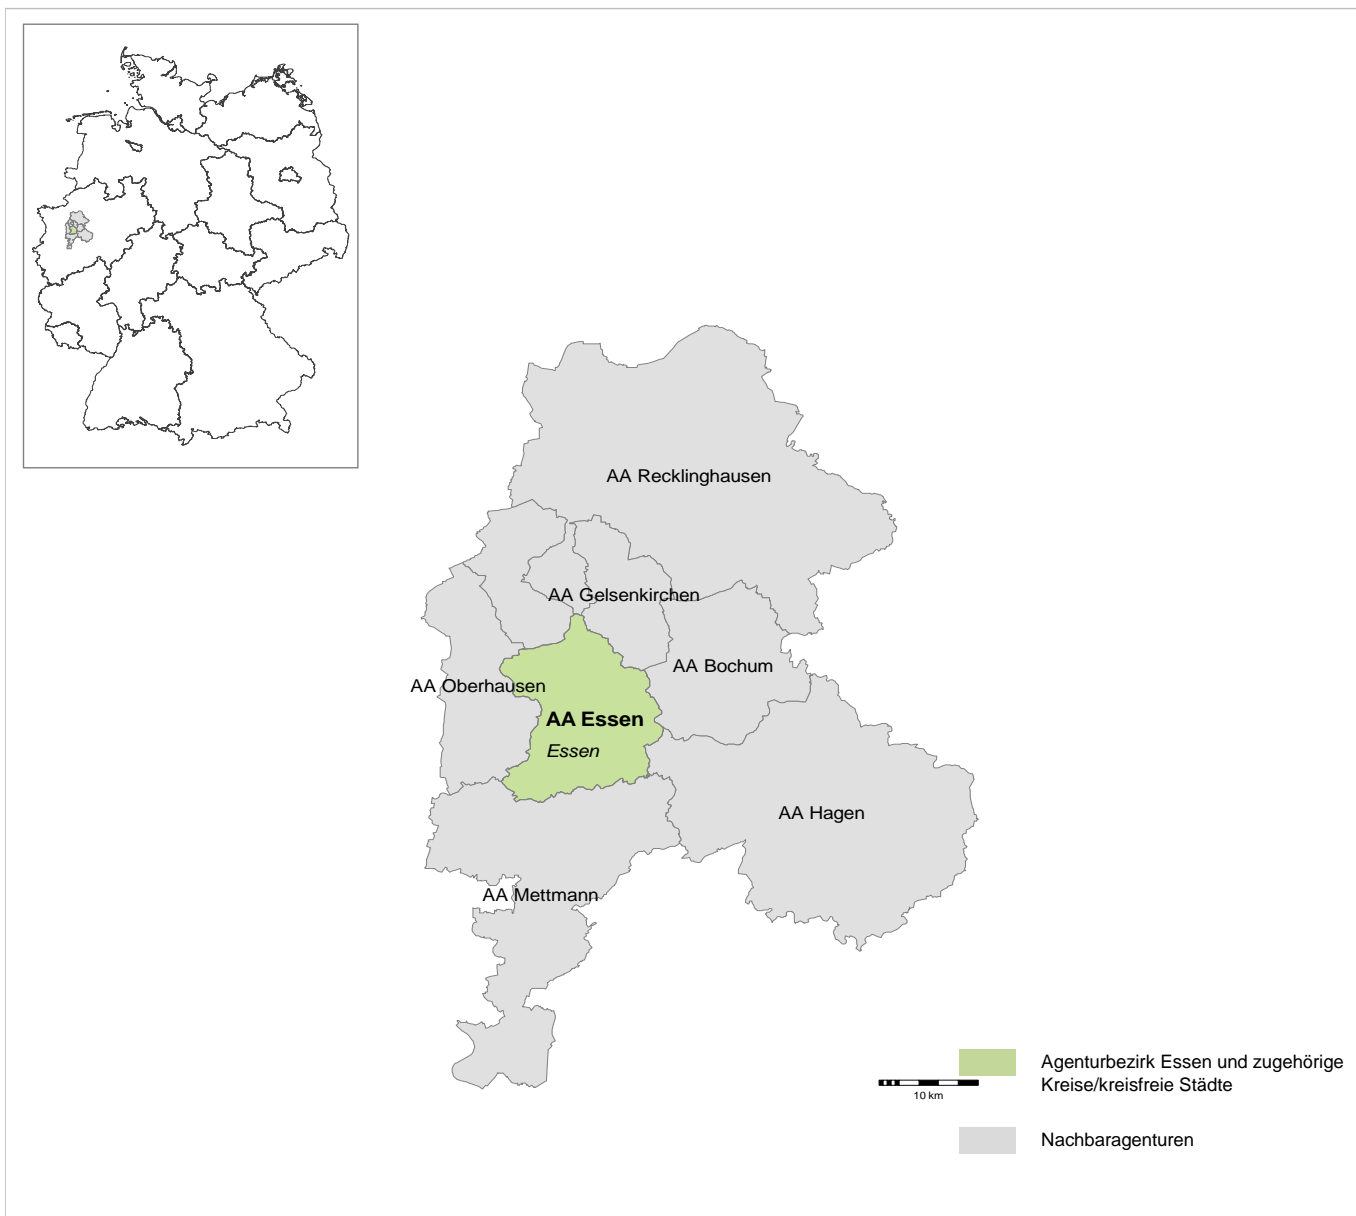 AA Recklinghausen
AA Gelsenkirchen
AA Bochum
AA Oberhausen
AA Essen
Essen
AA Hagen
AA Mettmann
Agenturbezirk Essen und zugehörige
Kreise/kreisfreie Städte
10 km
Nachbaragenturen